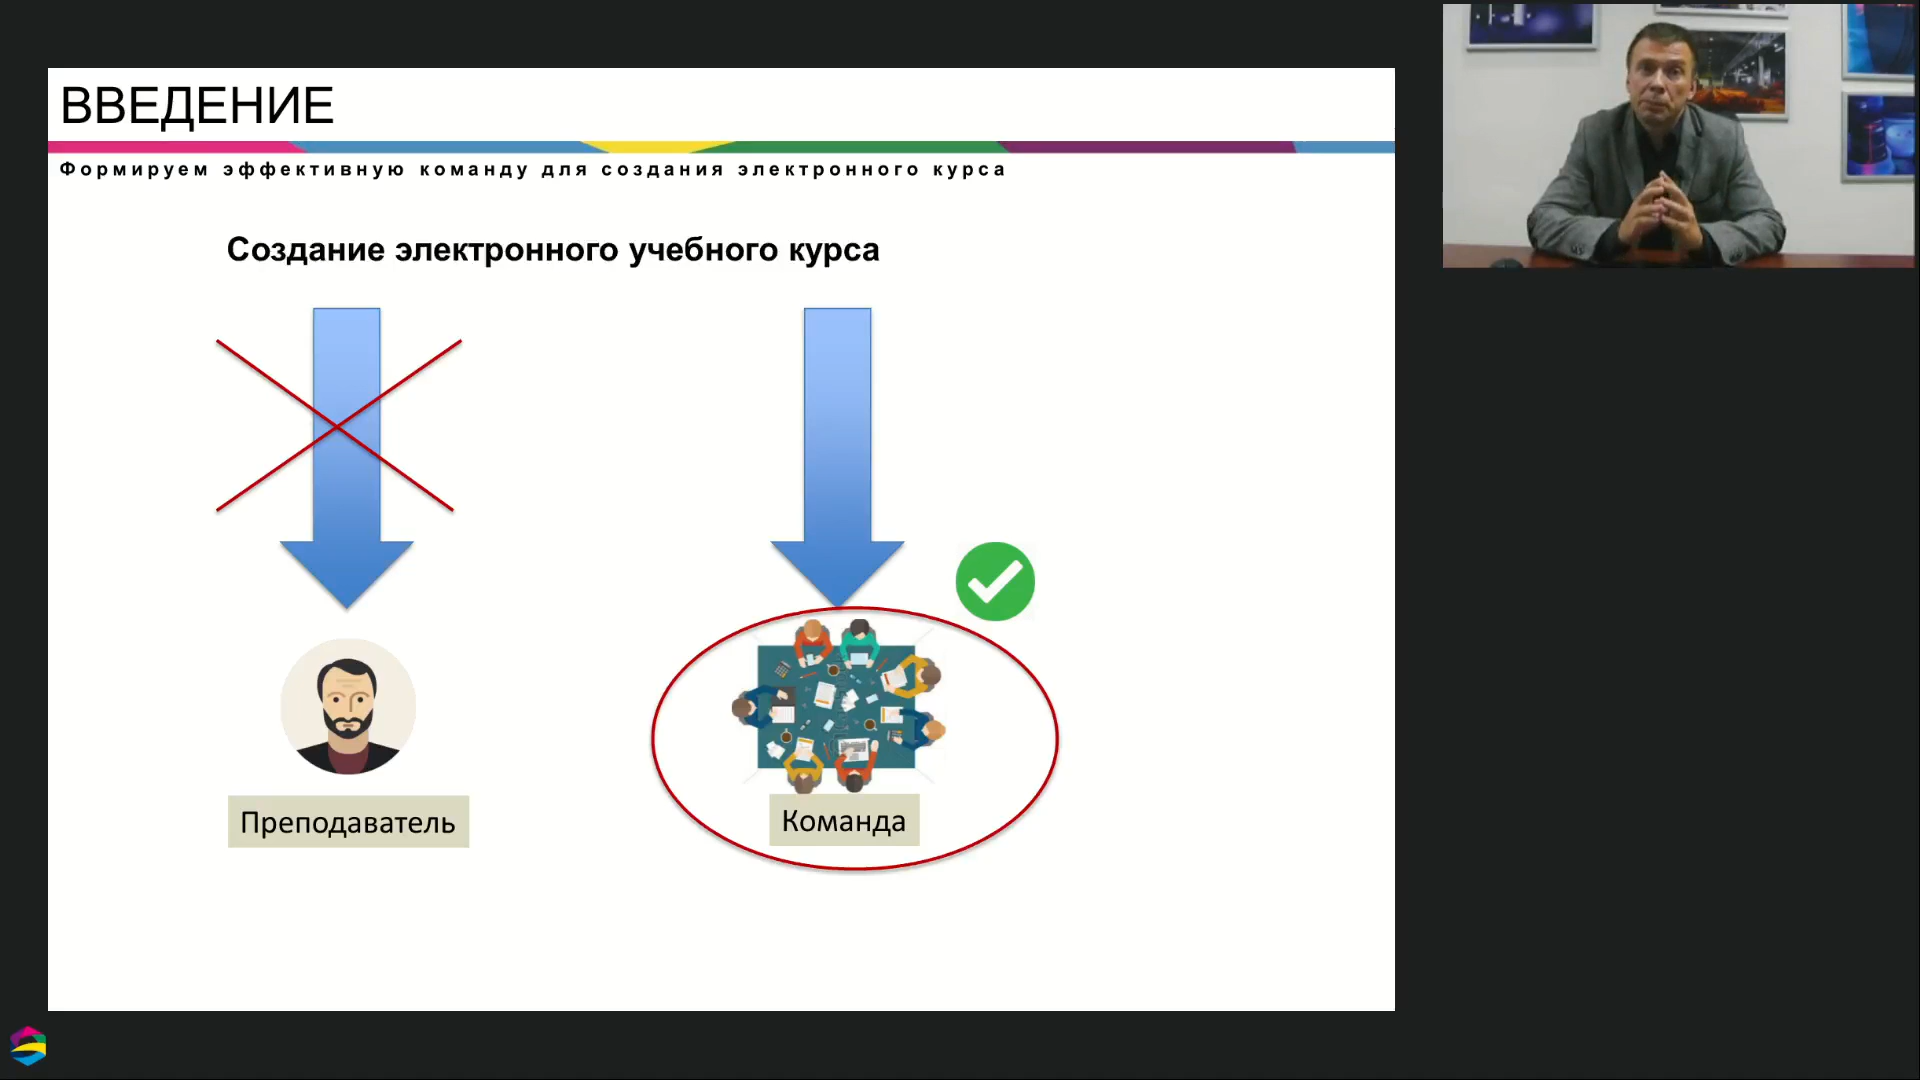 ВВЕДЕНИЕ
Формируем эффективную команду для создания электронного курса
Создание электронного учебного курса
Преподаватель
Команда